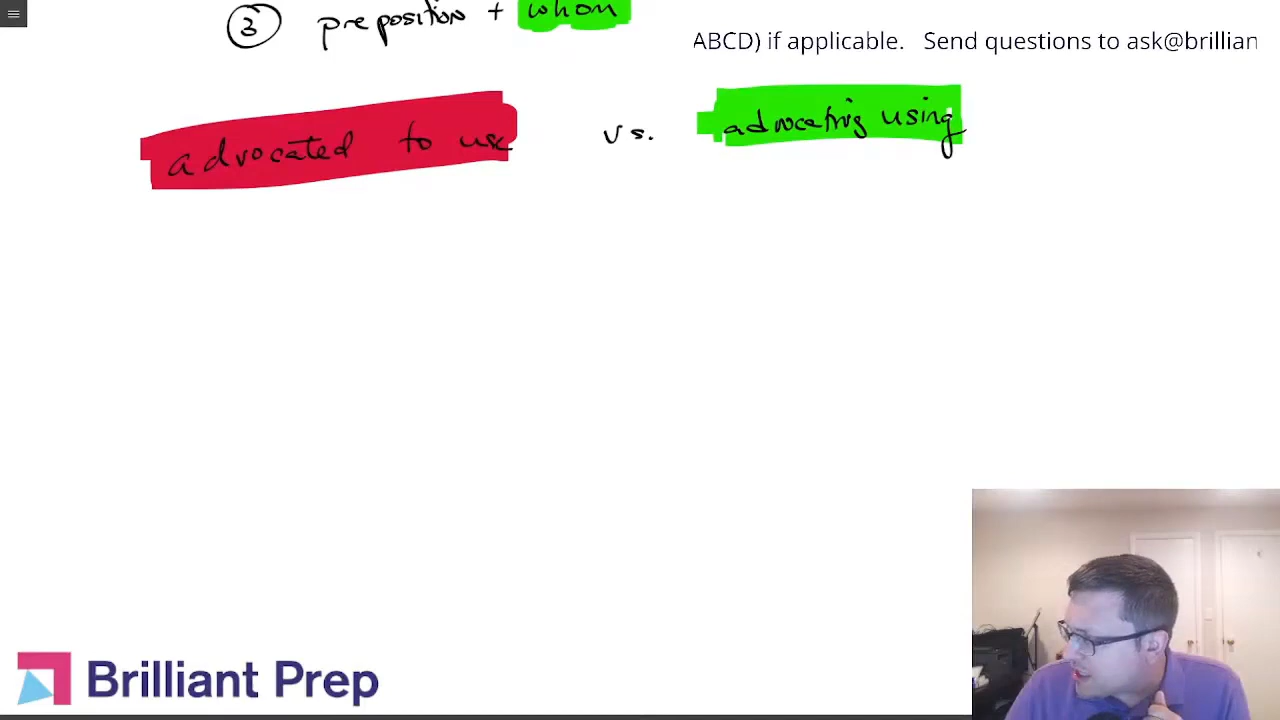 ③ preposition + whom
ABCD) if applicable. Send questions to ask@brillian
advocated to use vs. advocating using
Brilliant Prep